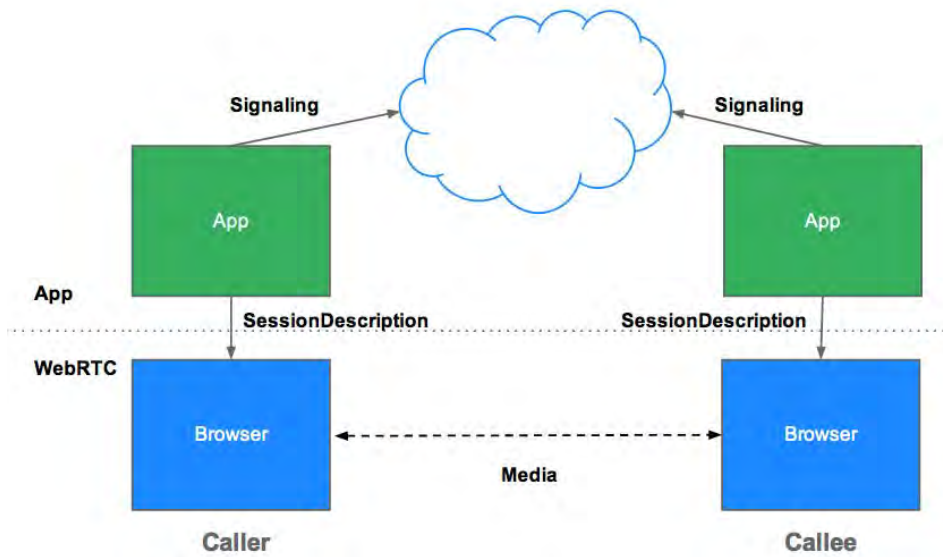 Signaling
Signaling
App
App
App
SessionDescription
SessionDescription
WebRTC
Browser
Browser
Media
Caller
Callee